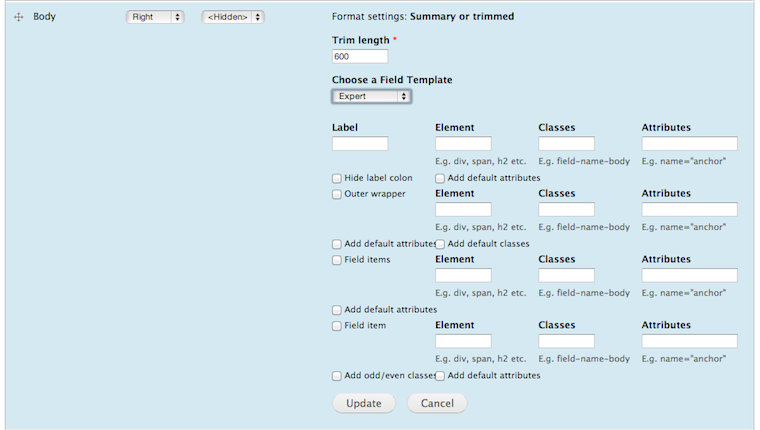 Body Right <Hidden> Format settings: Summary or trimmed
Trim length *
600
Choose a Field Template
Expert
Label Element Classes Attributes
E.g. div, span, h2 etc. E.g. field-name-body E.g. name="anchor"
Hide label colon Add default attributes
Outer wrapper Element Classes Attributes
E.g. div, span, h2 etc. E.g. field-name-body E.g. name="anchor"
Add default attributes Add default classes
Field items Element Classes Attributes
E.g. div, span, h2 etc. E.g. field-name-body E.g. name="anchor"
Add default attributes
Field item Element Classes Attributes
E.g. div, span, h2 etc. E.g. field-name-body E.g. name="anchor"
Add odd/even classes Add default attributes
Update Cancel